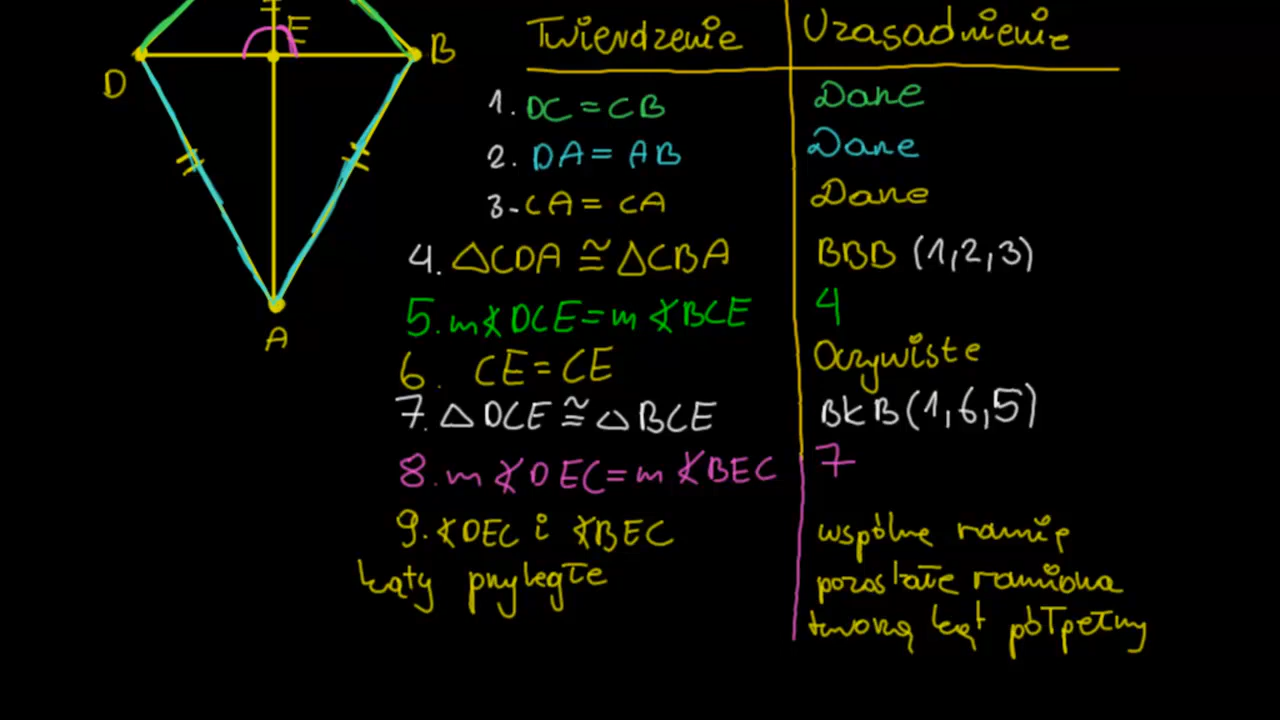 E
B
D
A
Twierdzenie Uzasadnienie
1. DC = CB Dane
2. DA = AB Dane
3. CA = CA Dane
4. △CDA ≅ △CBA BBB (1,2,3)
5. m∢DCE = m∢BCE 4
6. CE = CE Oczywiste
7. △DCE ≅ △BCE BKB (1,6,5)
8. m∢DEC = m∢BEC 7
9. ∢DEC i ∢BEC wspólne ramię
kąty przyległe pozostałe ramiona
tworzą kąt półpełny